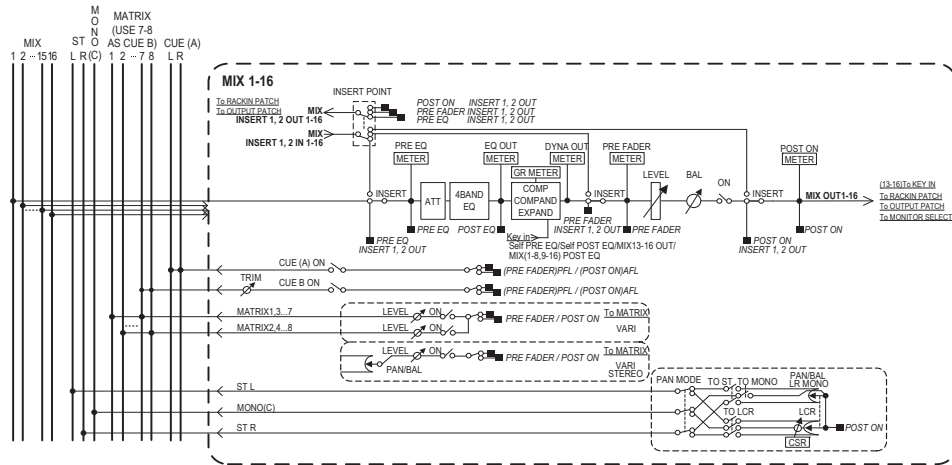 MIX
1 2 ··· 15 16
ST
L R
MONO
(C)
MATRIX
(USE 7-8
AS CUE B)
1 2 ··· 7 8
CUE (A)
L R
MIX 1-16
To RACKIN PATCH
To OUTPUT PATCH
MIX
INSERT 1, 2 OUT 1-16
MIX
INSERT 1, 2 IN 1-16
INSERT POINT
POST ON INSERT 1, 2 OUT
PRE FADER INSERT 1, 2 OUT
PRE EQ INSERT 1, 2 OUT
PRE EQ
METER
EQ OUT
METER
DYNA OUT
METER
GR METER
PRE FADER
METER
POST ON
METER
INSERT
ATT
4BAND
EQ
COMP
COMPAND
EXPAND
INSERT
LEVEL
BAL
ON
INSERT
MIX OUT1-16
(13-16)To KEY IN
To RACKIN PATCH
To OUTPUT PATCH
To MONITOR SELECT
PRE EQ
INSERT 1, 2 OUT
PRE EQ
POST EQ
Key in
Self PRE EQ/Self POST EQ/MIX13-16 OUT/
MIX(1-8,9-16) POST EQ
PRE FADER
INSERT 1, 2 OUT
PRE FADER
POST ON
INSERT 1, 2 OUT
POST ON
CUE (A) ON
(PRE FADER)PFL / (POST ON)AFL
TRIM
CUE B ON
(PRE FADER)PFL / (POST ON)AFL
MATRIX1,3...7
LEVEL
ON
PRE FADER / POST ON
To MATRIX
MATRIX2,4...8
LEVEL
ON
VARI
LEVEL
ON
PAN/BAL
PRE FADER / POST ON
To MATRIX
VARI
STEREO
ST L
MONO(C)
ST R
PAN MODE
TO ST
TO MONO
PAN/BAL
LR MONO
TO LCR
LCR
CSR
POST ON